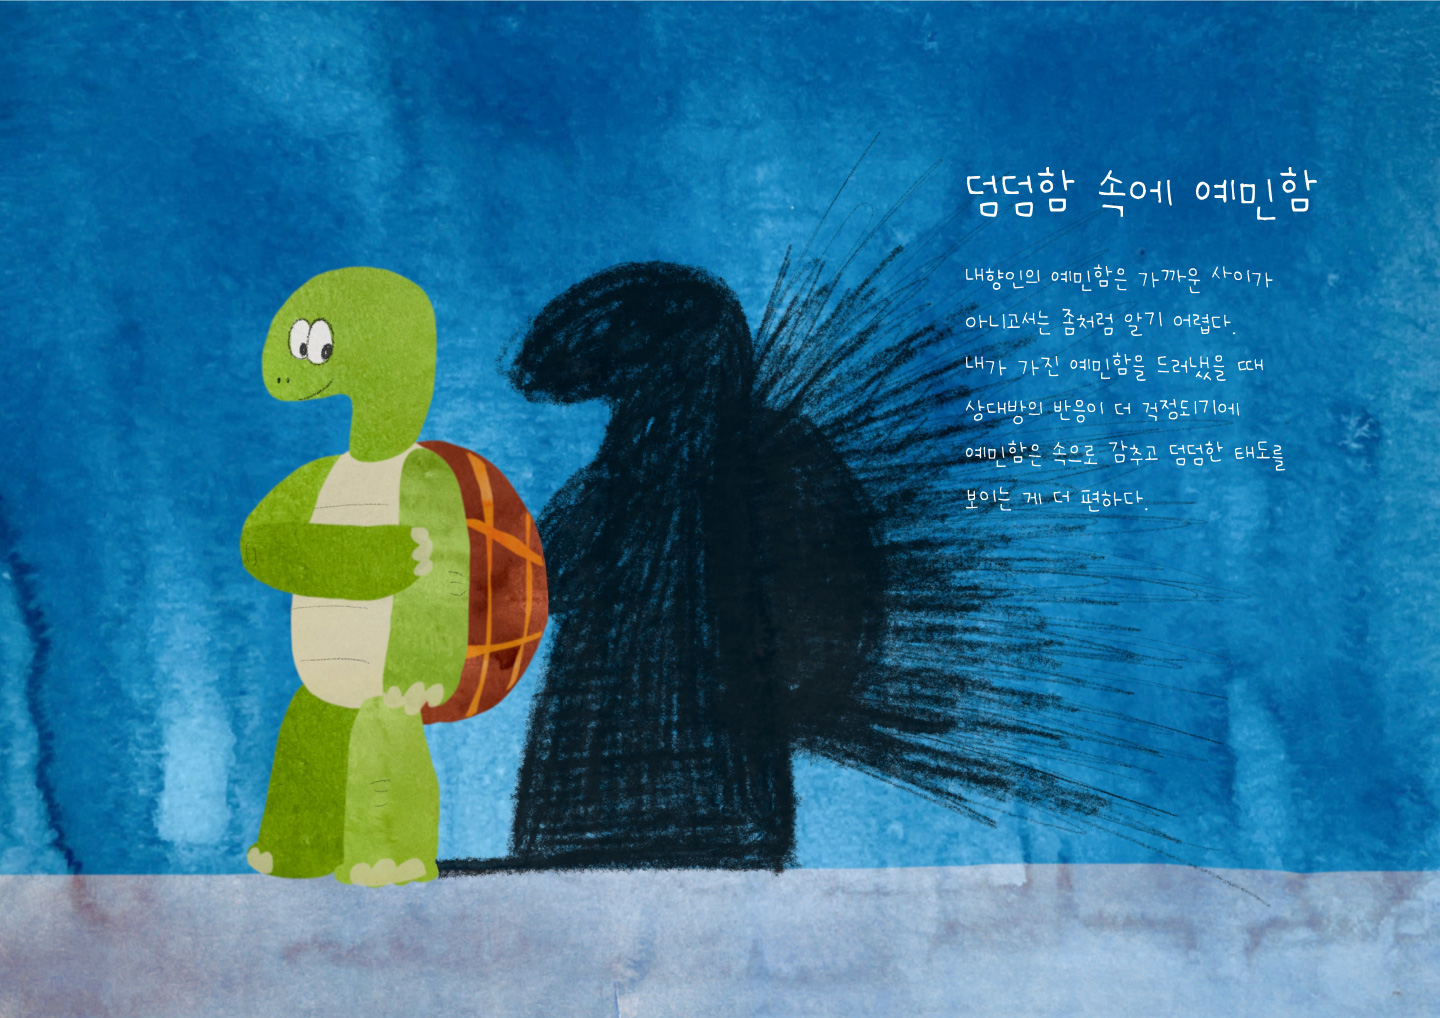 덤덤함 속에 예민함
내향인의 예민함은 가까운 사이가
아니고서는 좀처럼 알기 어렵다.
내가 가진 예민함을 드러냈을 때
상대방의 반응이 더 걱정되기에
예민함은 속으로 감추고 덤덤한 태도를
보이는 게 더 편하다.